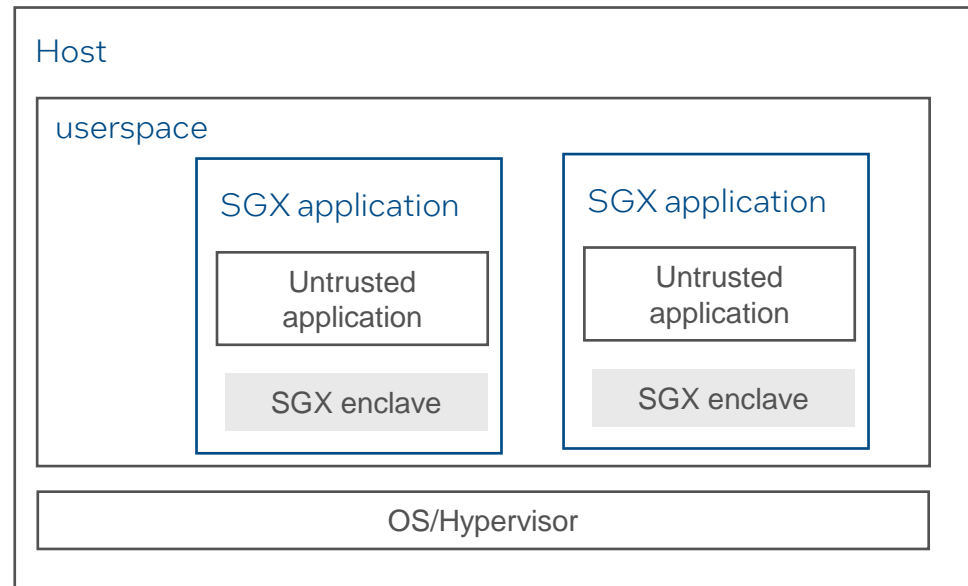 Host
userspace
SGX application
Untrusted
application
SGX enclave
SGX application
Untrusted
application
SGX enclave
OS/Hypervisor